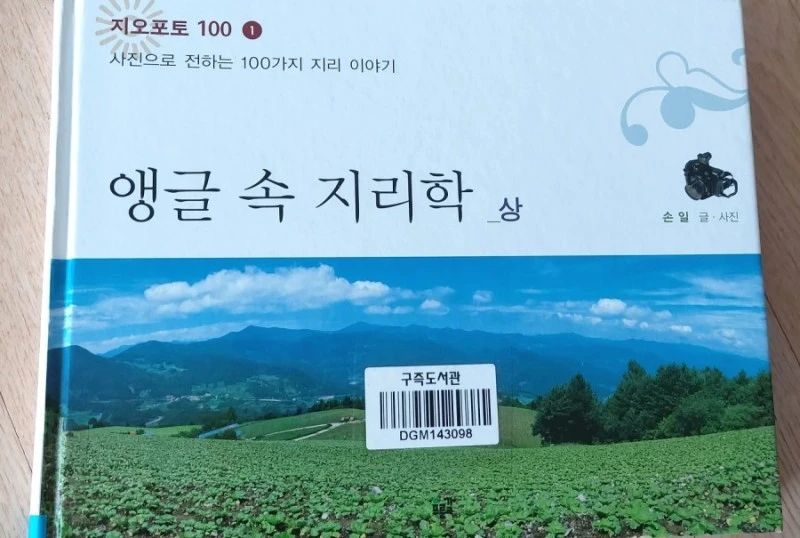 지오포토 100 1
사진으로 전하는 100가지 지리 이야기
앵글 속 지리학 _상
손 일 글 · 사진
구즉도서관
DGM143098